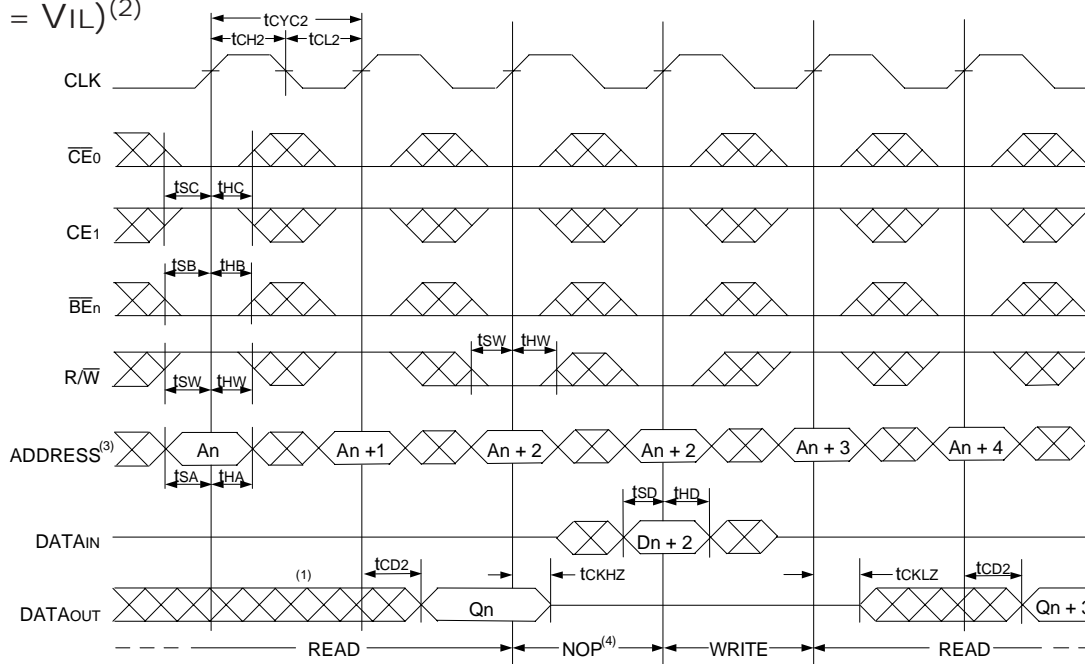 = VIL)(2)
tCYC2
tCH2 tCL2
CLK
CE0
tSC tHC
CE1
tSB tHB
BEn
tSW tHW
R/W
tSW tHW
ADDRESS(3) An An +1 An + 2 An + 2 An + 3 An + 4
tSA tHA
tSD tHD
DATAIN Dn + 2
(1) tCD2 tCKHZ tCKLZ tCD2
DATAOUT Qn Qn + 3
READ NOP(4) WRITE READ